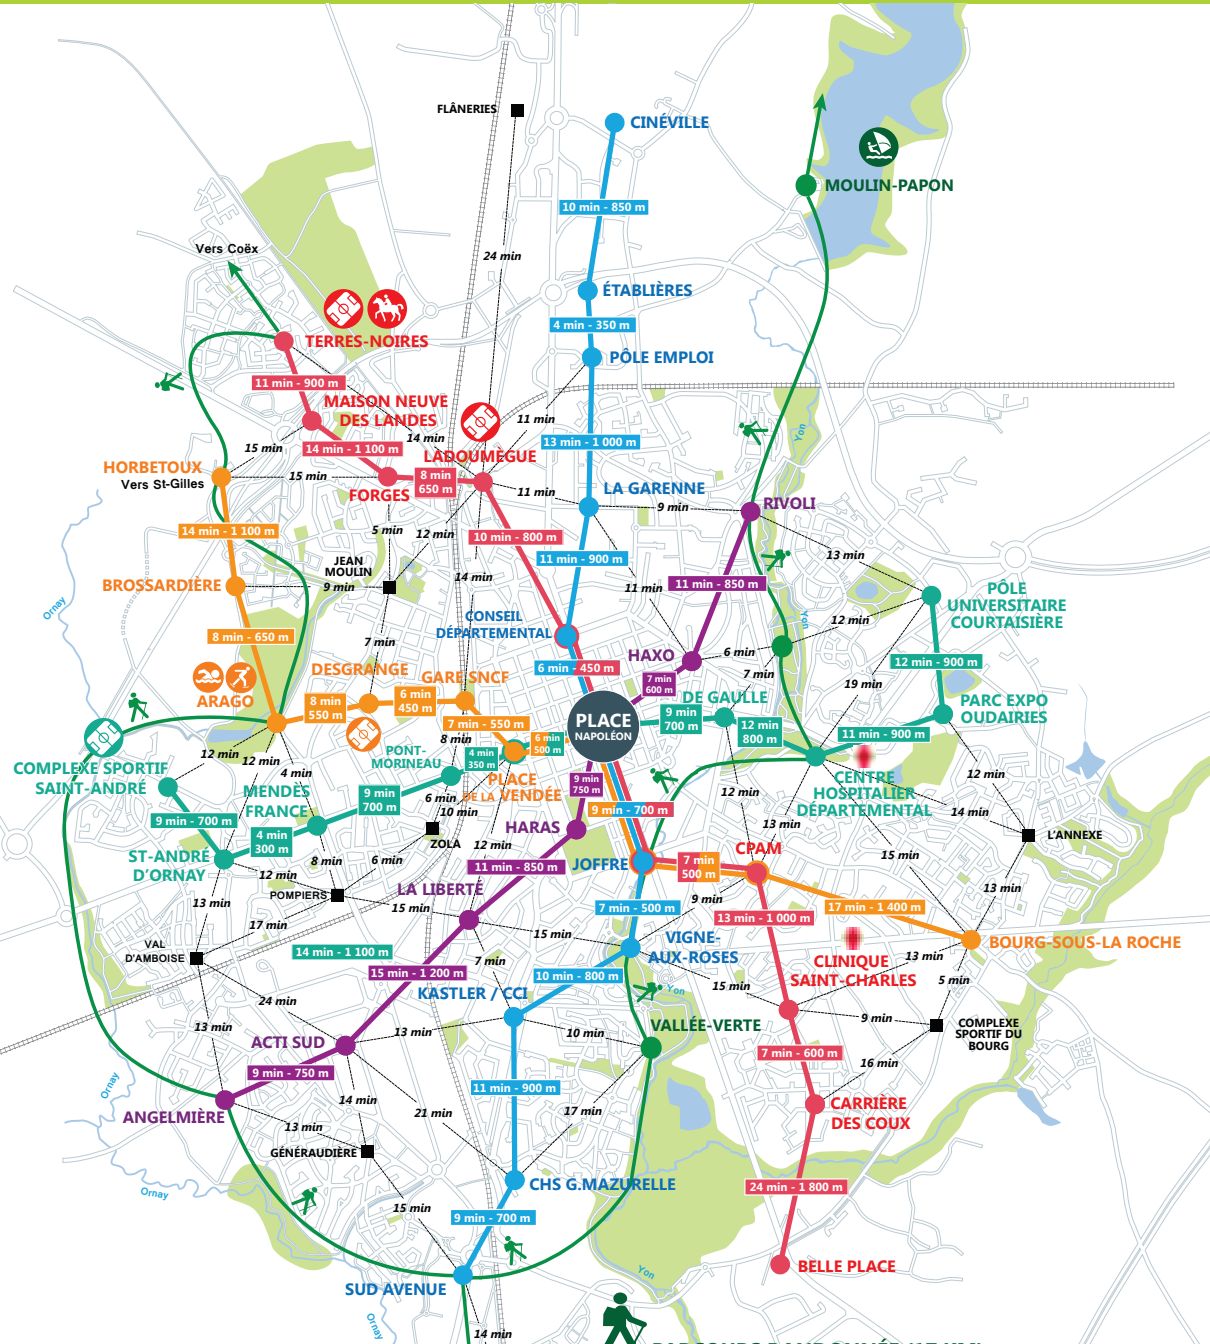 FLÂNERIES
CINÉVILLE
MOULIN-PAPON
10 min - 850 m
24 min
Vers Coëx
ÉTABLIÈRES
4 min - 350 m
TERRES-NOIRES
PÔLE EMPLOI
11 min - 900 m
MAISON NEUVE
DES LANDES
11 min
14 min
13 min - 1 000 m
Yon
15 min
14 min - 1 100 m
LADOUMÈGUE
HORBETOUX
Vers St-Gilles
15 min
8 min
650 m
FORGES
11 min
LA GARENNE
9 min
RIVOLI
14 min - 1 100 m
5 min
12 min
10 min - 800 m
11 min - 900 m
13 min
JEAN
MOULIN
BROSSARDIÈRE
9 min
14 min
11 min
11 min - 850 m
PÔLE
UNIVERSITAIRE
COURTAISIÈRE
Ornay
CONSEIL
DÉPARTEMENTAL
Yon
12 min
8 min - 650 m
7 min
HAXO
6 min
12 min - 900 m
6 min - 450 m
DESGRANGE
GARE SNCF
7 min
600 m
7 min
19 min
ARAGO
8 min
550 m
6 min
450 m
DE GAULLE
PARC EXPO
OUDAIRIES
PLACE
NAPOLÉON
9 min
700 m
12 min
800 m
11 min - 900 m
7 min - 550 m
8 min
6 min
500 m
4 min
350 m
12 min
12 min
4 min
PONT-
MORINEAU
COMPLEXE SPORTIF
SAINT-ANDRÉ
PLACE
DE LA VENDÉE
CENTRE
HOSPITALIER
DÉPARTEMENTAL
12 min
MENDÈS
FRANCE
9 min
700 m
6 min
10 min
9 min
750 m
9 min - 700 m
12 min
14 min
9 min - 700 m
4 min
300 m
ZOLA
HARAS
13 min
L'ANNEXE
12 min
8 min
6 min
CPAM
15 min
ST-ANDRÉ
D'ORNAY
12 min
11 min - 850 m
JOFFRE
7 min
500 m
13 min
POMPIERS
LA LIBERTÉ
13 min
15 min
7 min - 500 m
9 min
17 min - 1 400 m
17 min
13 min - 1 000 m
15 min
VAL
D'AMBOISE
14 min - 1 100 m
VIGNE-
AUX-ROSES
BOURG-SOUS-LA ROCHE
13 min
7 min
CLINIQUE
SAINT-CHARLES
15 min - 1 200 m
10 min - 800 m
5 min
24 min
KASTLER / CCI
Yon
15 min
13 min
13 min
10 min
VALLÉE-VERTE
9 min
COMPLEXE
SPORTIF DU
BOURG
ACTI SUD
7 min - 600 m
16 min
9 min - 750 m
Ornay
11 min - 900 m
14 min
21 min
17 min
CARRIÈRE
DES COUX
ANGELMIÈRE
13 min
GÉNÉRAUDIÈRE
CHS G.MAZURELLE
24 min - 1 800 m
Ornay
15 min
9 min - 700 m
BELLE PLACE
Yon
SUD AVENUE
Ornay
14 min